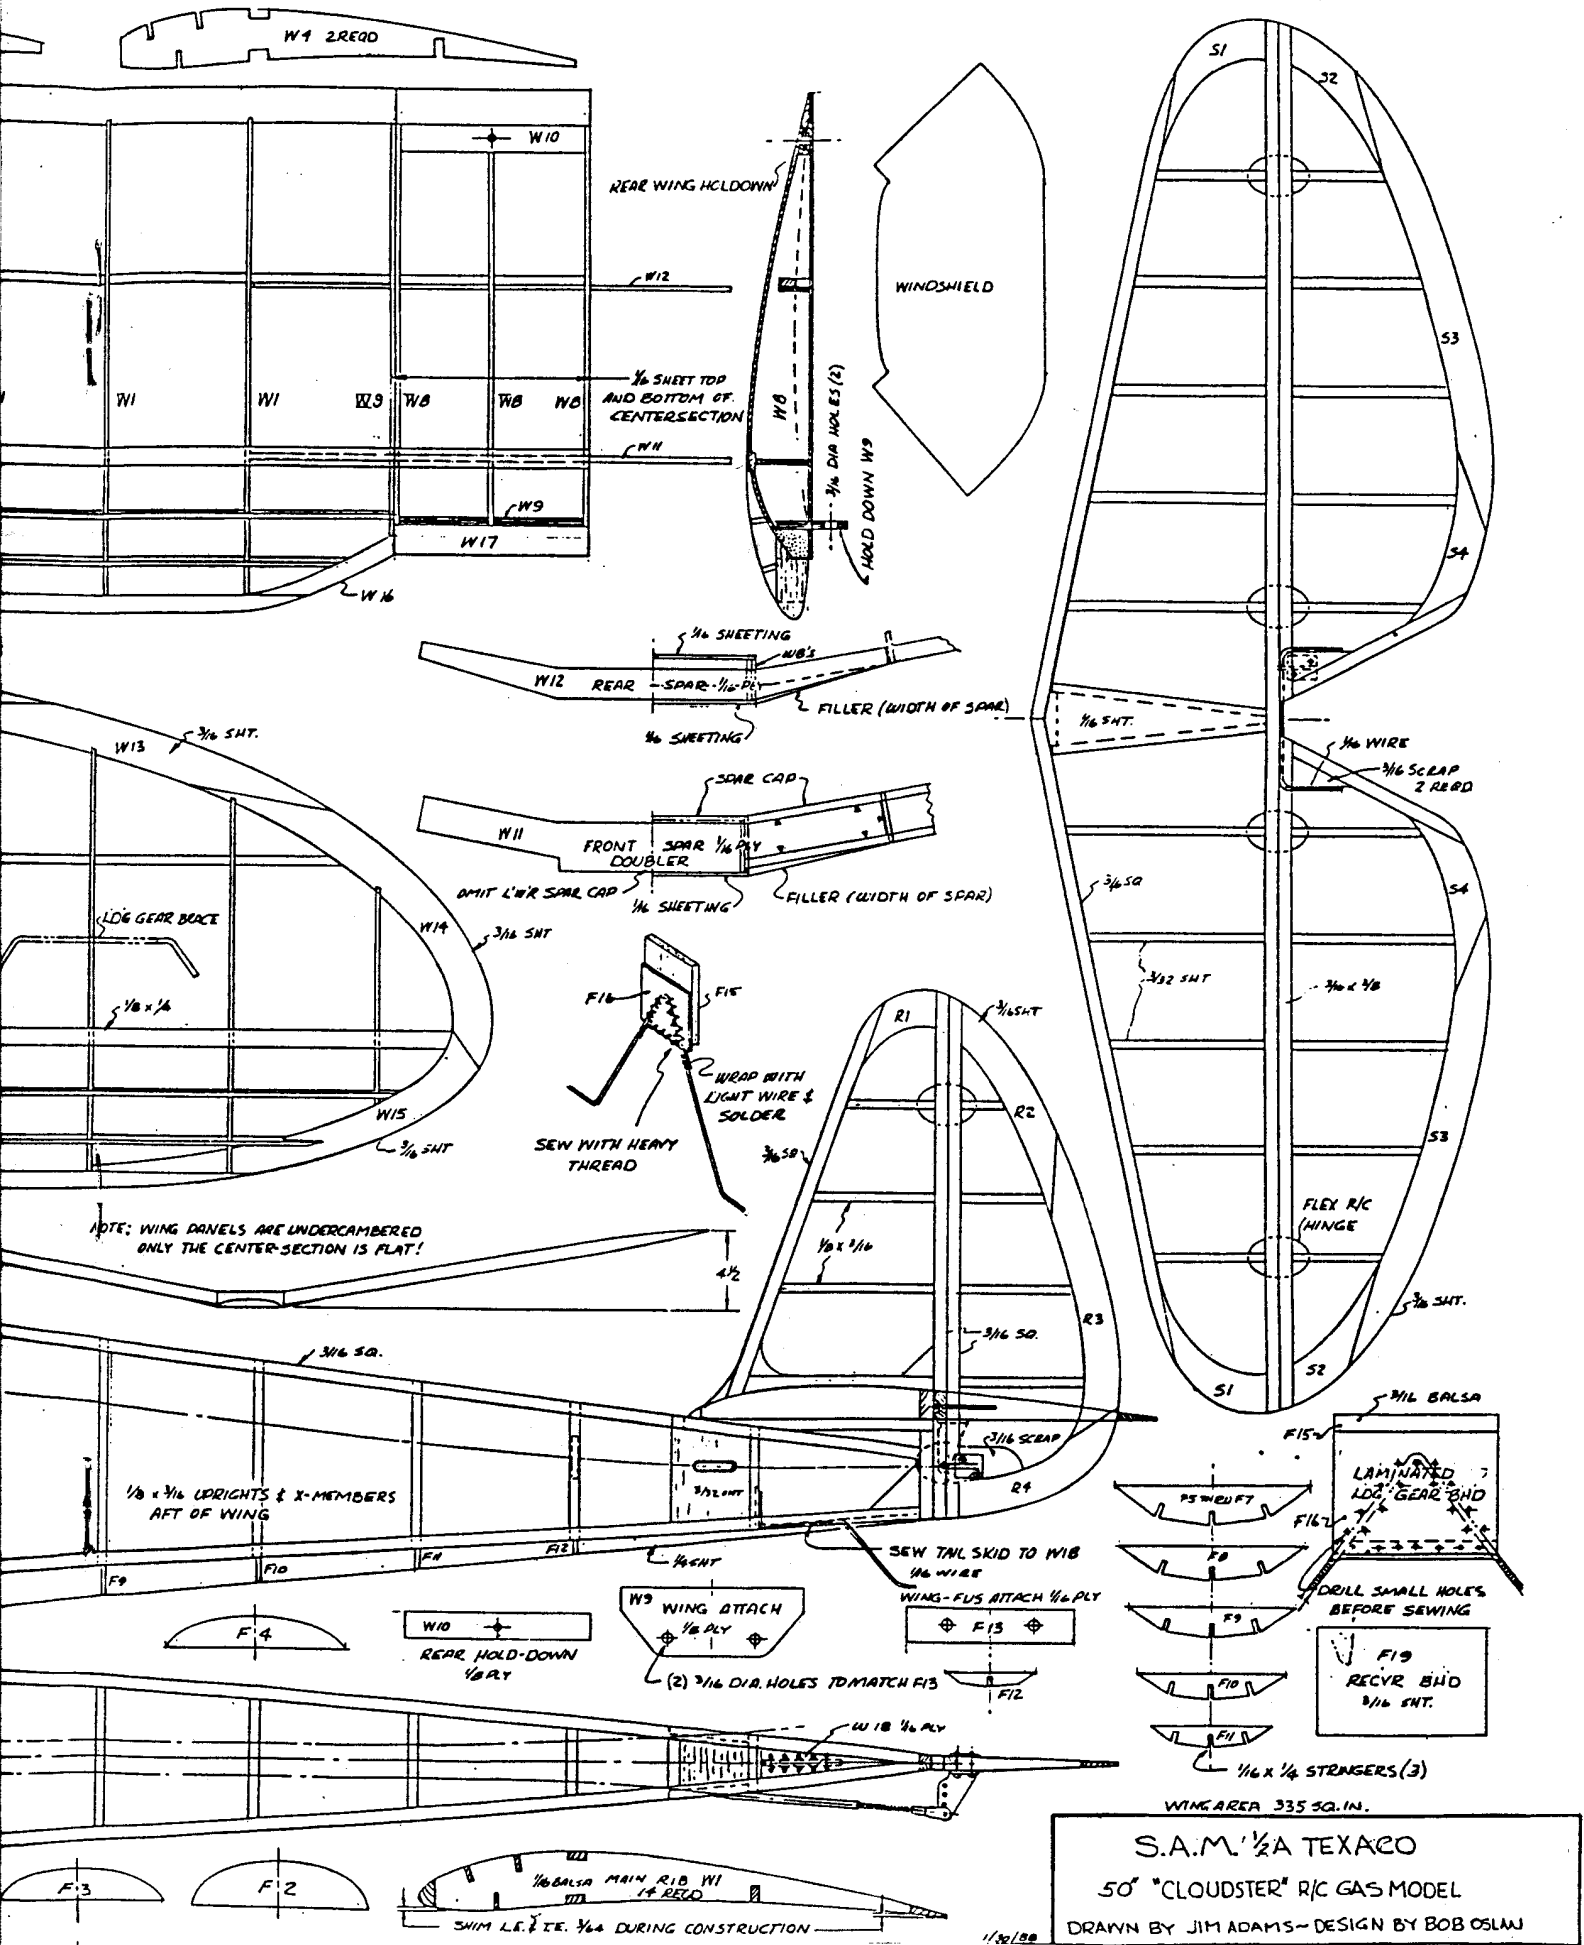 W4 2REQD
W10
REAR WING HOLDOWN
W12
WINDSHIELD
S1
S2
S3
S4
W1
W1
W9
W8
W8
W8
1/16 SHEET TOP
AND BOTTOM OF
CENTERSECTION
W11
W9
W17
W16
W8
3/16 DIA HOLES (2)
HOLD DOWN W9
1/16 SHEETING
W8'S
W12 REAR SPAR 1/16 PLY
FILLER (WIDTH OF SPAR)
1/16 SHEETING
1/16 SHT.
1/16 WIRE
3/16 SCRAP
2 REQD
SPAR CAP
W11
FRONT SPAR 1/16 PLY
DOUBLER
OMIT L'W'R SPAR CAP
1/16 SHEETING
FILLER (WIDTH OF SPAR)
W13
3/16 SHT.
LDG GEAR BRACE
W14
3/16 SHT
1/8 x 1/4
W15
3/16 SHT
F16
F15
WRAP WITH
LIGHT WIRE &
SOLDER
SEW WITH HEAVY
THREAD
3/16 SQ
S4
3/32 SHT
3/16 x 3/8
S3
FLEX R/C
HINGE
3/16 SHT.
S2
S1
R1
3/16 SHT
R2
3/16 SQ
1/8 x 3/16
R3
3/16 SQ.
NOTE: WING PANELS ARE UNDERCAMBERED
ONLY THE CENTER-SECTION IS FLAT!
4 1/2
3/16 SQ.
3/16 SCRAP
R4
1/8 x 3/16 UPRIGHTS & X-MEMBERS
AFT OF WING
3/32 SHT
F9
F10
F11
F12
1/4 SHT
SEW TAIL SKID TO W18
1/16 WIRE
3/16 BALSA
F15
LAMINATED
LDG GEAR BHD
F16
DRILL SMALL HOLES
BEFORE SEWING
F5 THRU F7
F8
F9
F10
F11
1/16 x 1/4 STRINGERS (3)
F19
RECVR BHD
3/16 SHT.
F4
W10
REAR HOLD-DOWN
1/8 PLY
W9 WING ATTACH
1/8 PLY
(2) 3/16 DIA. HOLES TO MATCH F13
WING-FUS ATTACH 1/16 PLY
F13
F12
W18 1/16 PLY
F3
F2
1/16 BALSA MAIN RIB W1
14 REQD
SHIM L.E. & T.E. 3/64 DURING CONSTRUCTION
WING AREA 335 SQ. IN.
S.A.M. 1/2A TEXACO
50" "CLOUDSTER" R/C GAS MODEL
DRAWN BY JIM ADAMS~DESIGN BY BOB OSLAN